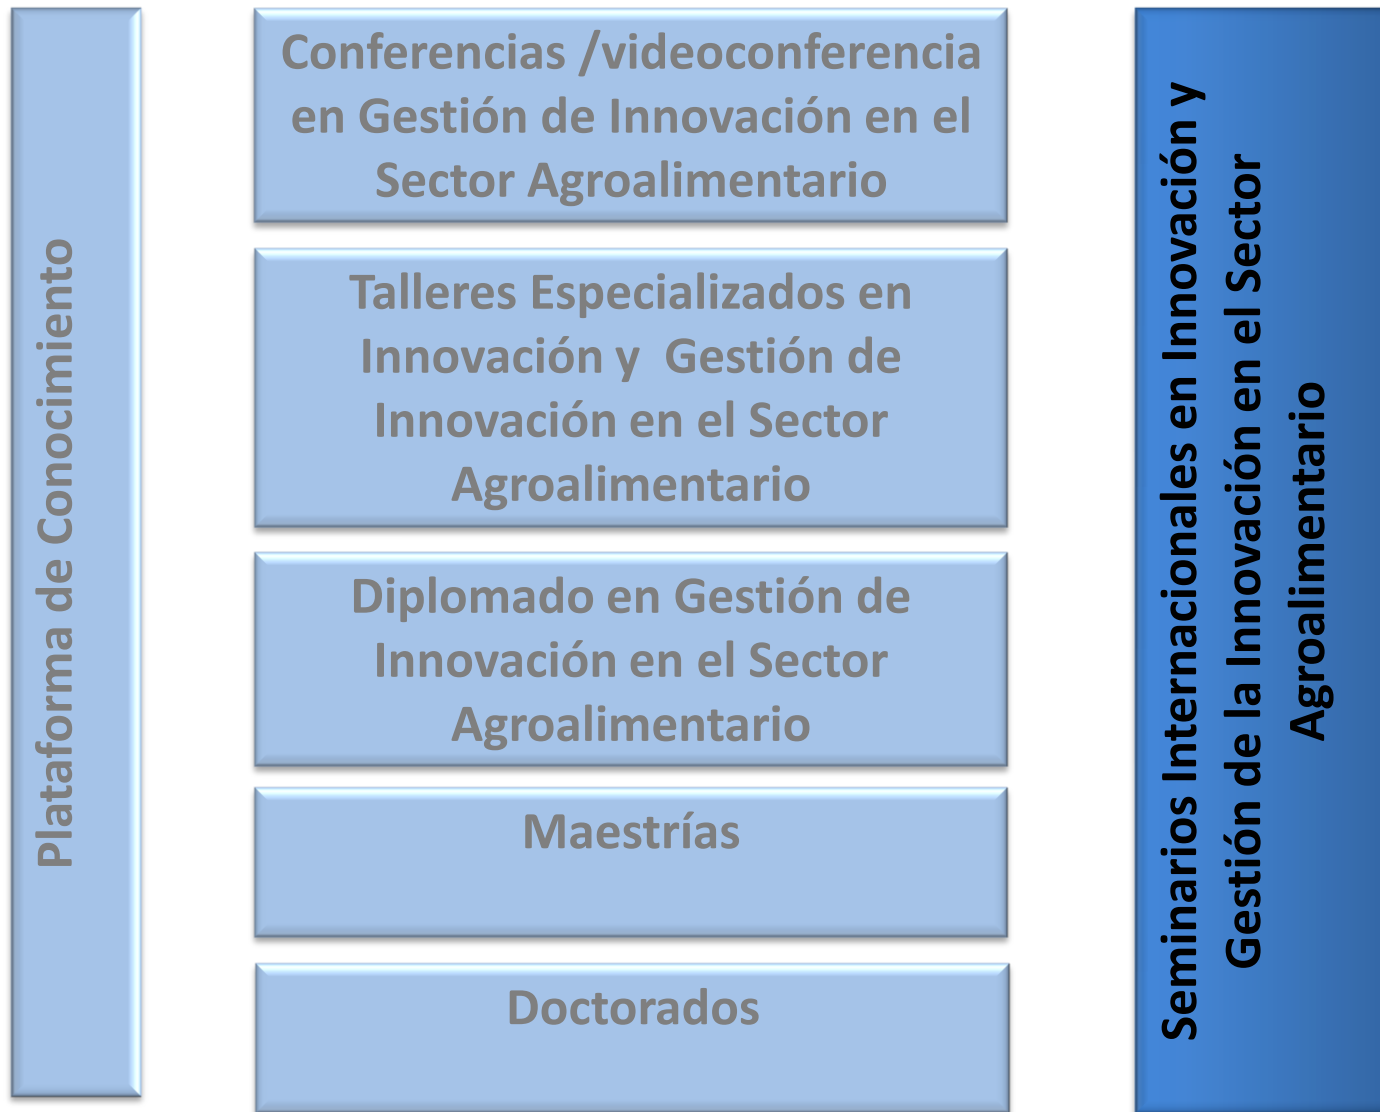 Plataforma de Conocimiento
Conferencias /videoconferencia
en Gestión de Innovación en el
Sector Agroalimentario
Talleres Especializados en
Innovación y  Gestión de
Innovación en el Sector
Agroalimentario
Diplomado en Gestión de
Innovación en el Sector
Agroalimentario
Maestrías
Doctorados
Seminarios Internacionales en Innovación y
Gestión de la Innovación en el Sector
Agroalimentario